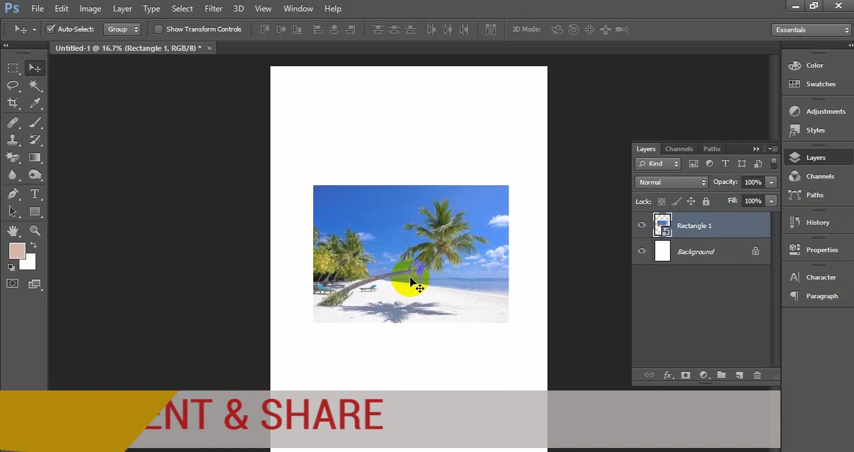 Ps File Edit Image Layer Type Select Filter 3D View Window Help
Auto-Select: Group Show Transform Controls 3D Mode: Essentials
Untitled-1 @ 16.7% (Rectangle 1, RGB/8) * ×
Color
Swatches
Adjustments
Styles
Layers
Channels
Paths
History
Properties
Character
Paragraph
Layers Channels Paths
Kind
Normal Opacity: 100%
Lock: Fill: 100%
Rectangle 1
Background
ENT & SHARE